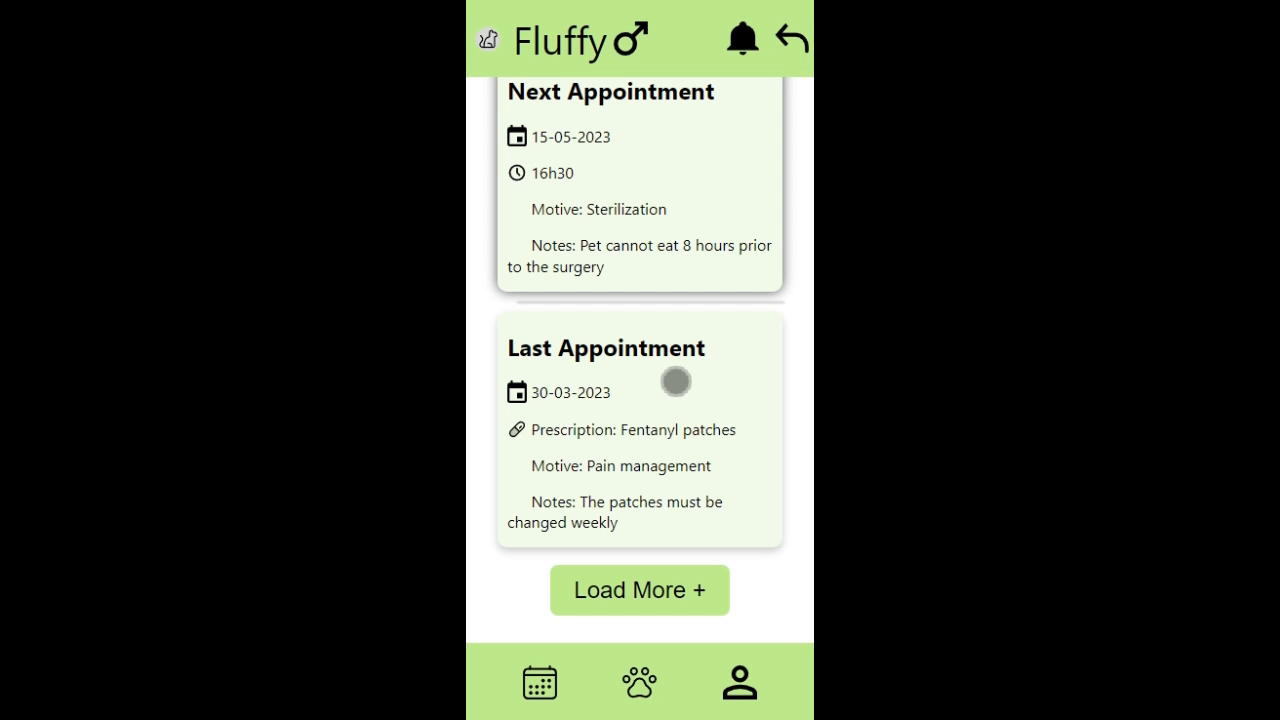 Fluffy
Next Appointment
15-05-2023
16h30
Motive: Sterilization
Notes: Pet cannot eat 8 hours prior
to the surgery
Last Appointment
30-03-2023
Prescription: Fentanyl patches
Motive: Pain management
Notes: The patches must be
changed weekly
Load More +